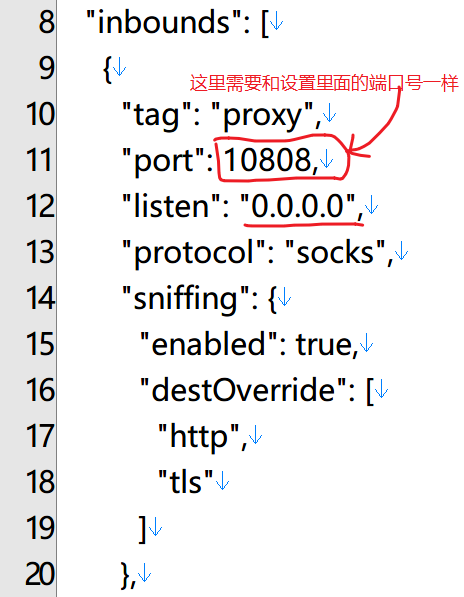 8 "inbounds": [↓
9 {↓
这里需要和设置里面的端口号一样
10 "tag": "proxy",↓
11 "port": 10808,↓
12 "listen": "0.0.0.0",↓
13 "protocol": "socks",↓
14 "sniffing": {↓
15 "enabled": true,↓
16 "destOverride": [↓
17 "http",↓
18 "tls"↓
19 ]↓
20 },↓